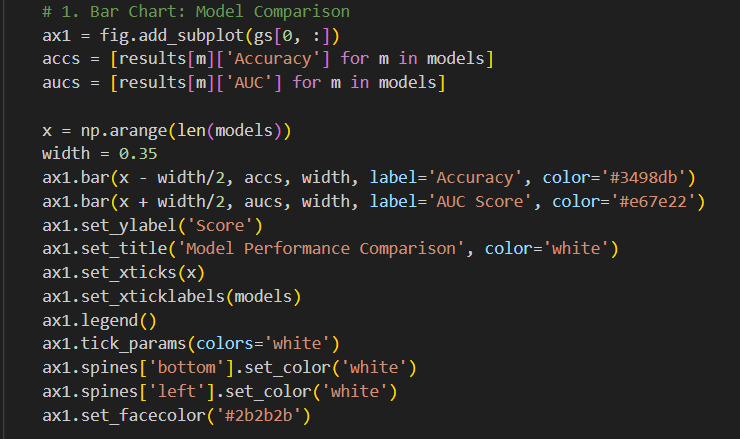 # 1. Bar Chart: Model Comparison
ax1 = fig.add_subplot(gs[0, :])
accs = [results[m]['Accuracy'] for m in models]
aucs = [results[m]['AUC'] for m in models]
x = np.arange(len(models))
width = 0.35
ax1.bar(x - width/2, accs, width, label='Accuracy', color='#3498db')
ax1.bar(x + width/2, aucs, width, label='AUC Score', color='#e67e22')
ax1.set_ylabel('Score')
ax1.set_title('Model Performance Comparison', color='white')
ax1.set_xticks(x)
ax1.set_xticklabels(models)
ax1.legend()
ax1.tick_params(colors='white')
ax1.spines['bottom'].set_color('white')
ax1.spines['left'].set_color('white')
ax1.set_facecolor('#2b2b2b')